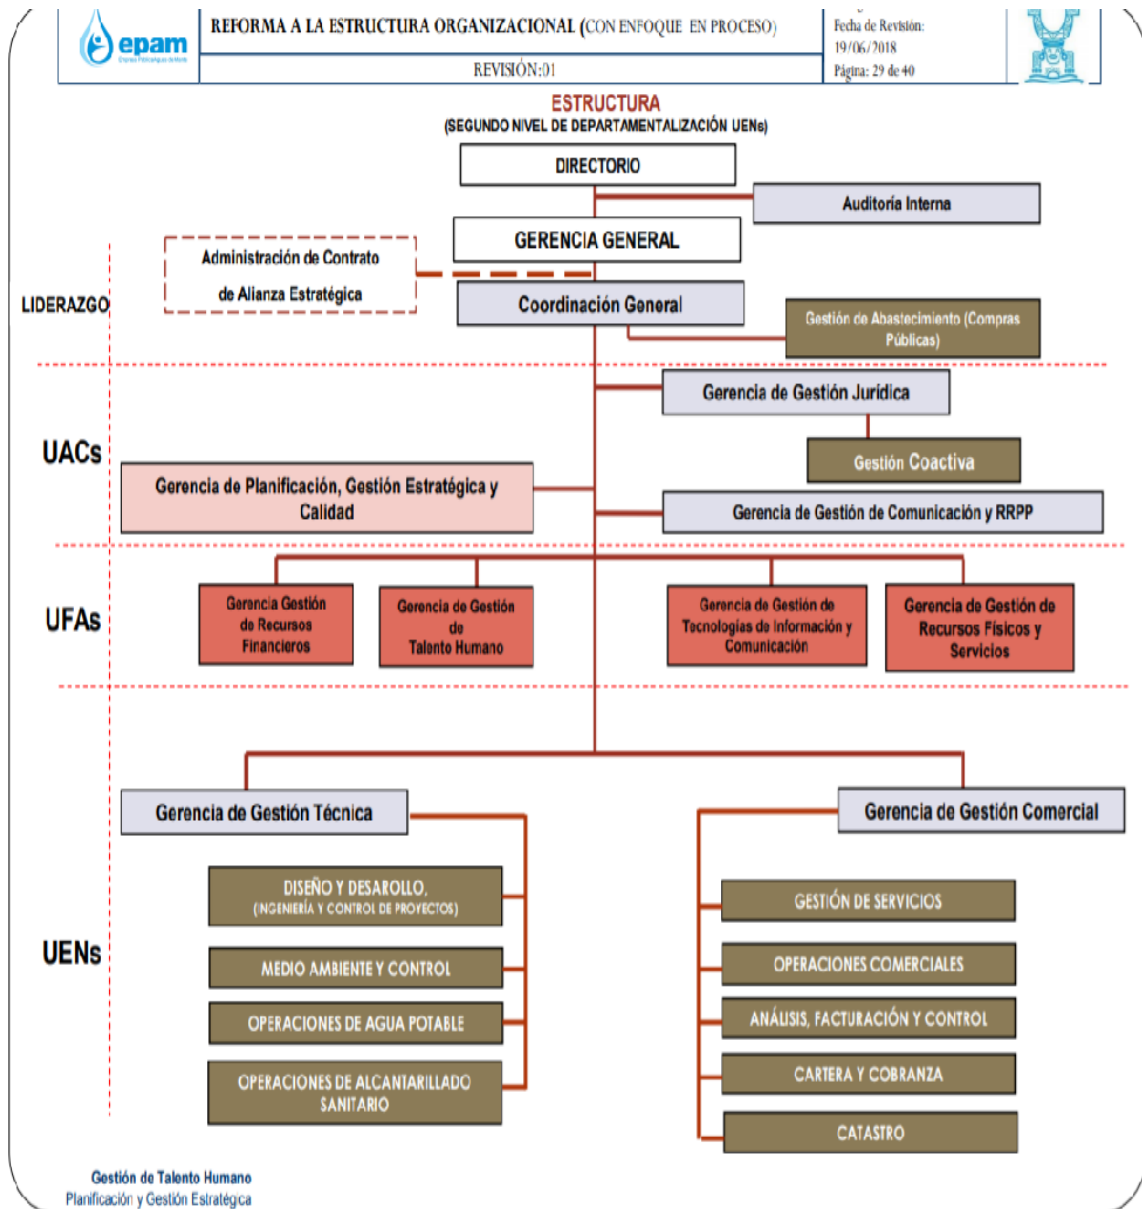 epam
REFORMA A LA ESTRUCTURA ORGANIZACIONAL (CON ENFOQUE EN PROCESO)
REVISIÓN:01
Fecha de Revisión:
19/06/2018
Página: 29 de 40
ESTRUCTURA
(SEGUNDO NIVEL DE DEPARTAMENTALIZACIÓN UENs)
DIRECTORIO
Auditoría Interna
GERENCIA GENERAL
Administración de Contrato
de Alianza Estratégica
LIDERAZGO
Coordinación General
Gestión de Abastecimiento (Compras
Públicas)
UACs
Gerencia de Gestión Jurídica
Gestión Coactiva
Gerencia de Planificación, Gestión Estratégica y
Calidad
Gerencia de Gestión de Comunicación y RRPP
UFAs
Gerencia Gestión
de Recursos
Financieros
Gerencia de Gestión
de
Talento Humano
Gerencia de Gestión de
Tecnologías de Información y
Comunicación
Gerencia de Gestión de
Recursos Físicos y
Servicios
UENs
Gerencia de Gestión Técnica
DISEÑO Y DESAROLLO,
(INGENIERÍA Y CONTROL DE PROYECTOS)
MEDIO AMBIENTE Y CONTROL
OPERACIONES DE AGUA POTABLE
OPERACIONES DE ALCANTARILLADO
SANITARIO
Gerencia de Gestión Comercial
GESTIÓN DE SERVICIOS
OPERACIONES COMERCIALES
ANÁLISIS, FACTURACIÓN Y CONTROL
CARTERA Y COBRANZA
CATASTRO
Gestión de Talento Humano
Planificación y Gestión Estratégica